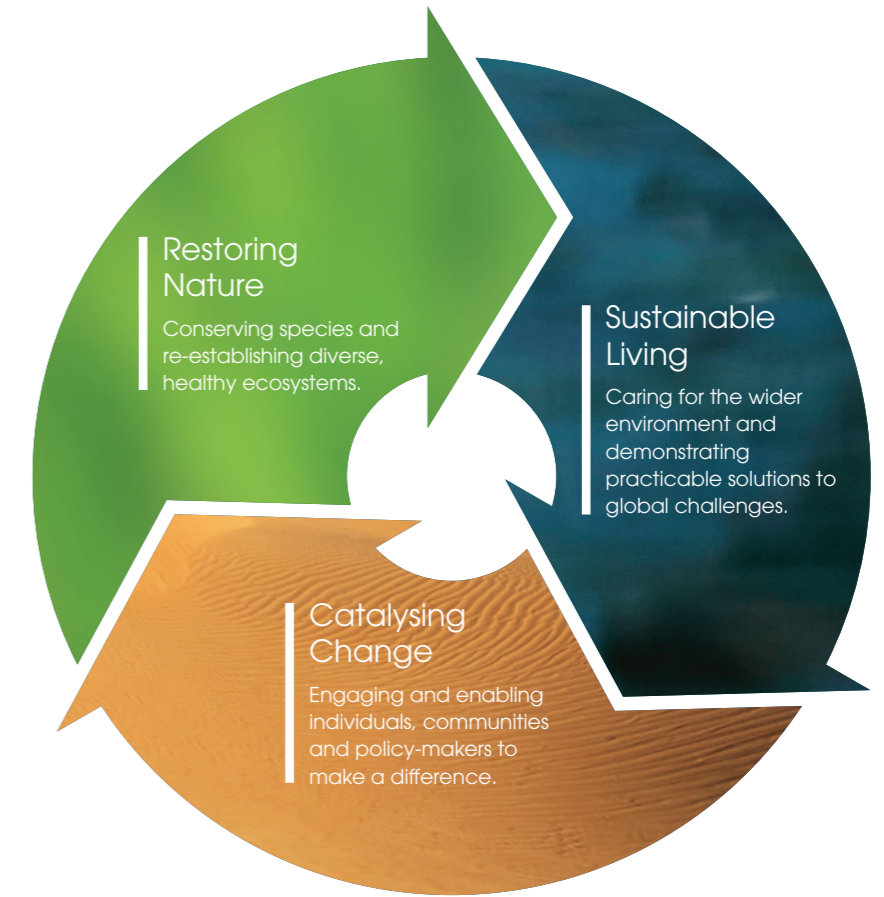 Restoring
Nature
Conserving species and
re-establishing diverse,
healthy ecosystems.
Sustainable
Living
Caring for the wider
environment and
demonstrating
practicable solutions to
global challenges.
Catalysing
Change
Engaging and enabling
individuals, communities
and policy-makers to
make a difference.